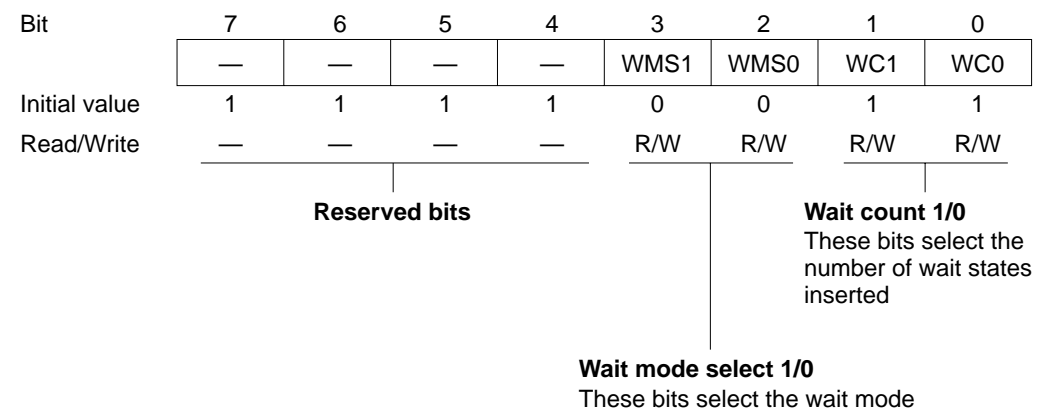 Bit 7 6 5 4 3 2 1 0
— — — — WMS1 WMS0 WC1 WC0
Initial value 1 1 1 1 0 0 1 1
Read/Write — — — — R/W R/W R/W R/W
Reserved bits
Wait count 1/0
These bits select the
number of wait states
inserted
Wait mode select 1/0
These bits select the wait mode